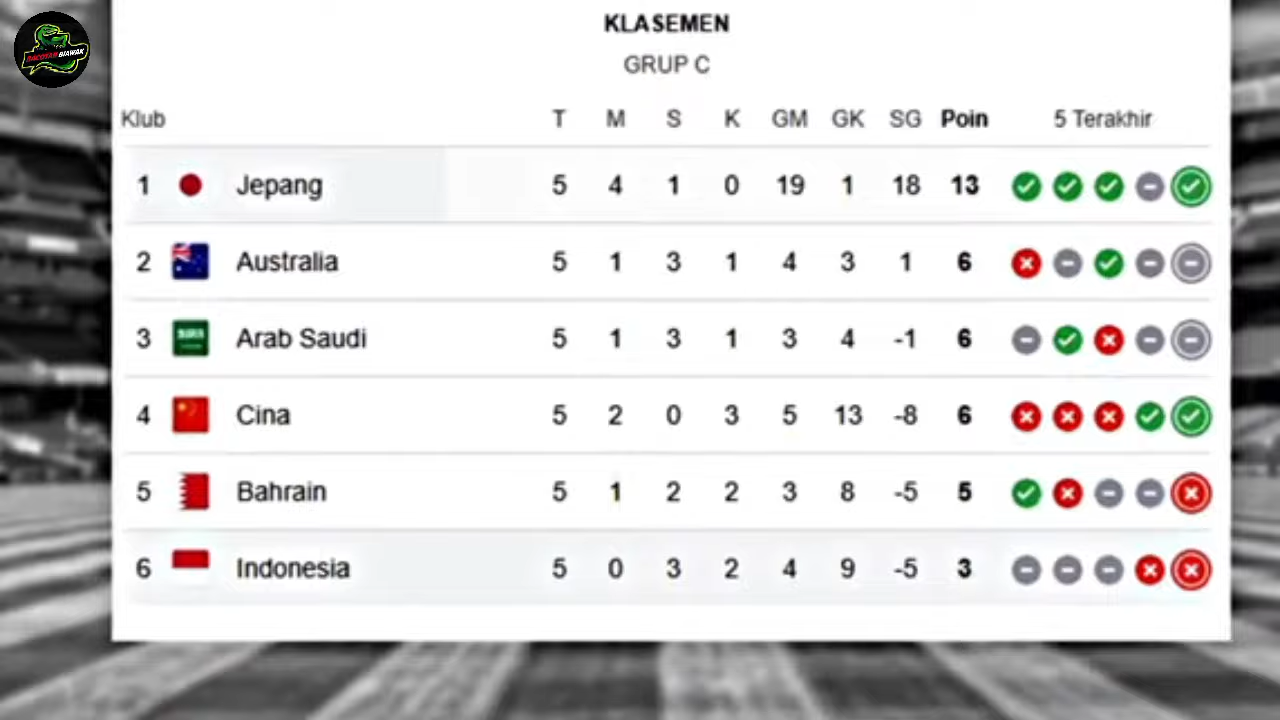 BACOTAN BIAWAK
KLASEMEN
GRUP C
Klub T M S K GM GK SG Poin 5 Terakhir
1 Jepang 5 4 1 0 19 1 18 13
2 Australia 5 1 3 1 4 3 1 6
3 Arab Saudi 5 1 3 1 3 4 -1 6
4 Cina 5 2 0 3 5 13 -8 6
5 Bahrain 5 1 2 2 3 8 -5 5
6 Indonesia 5 0 3 2 4 9 -5 3